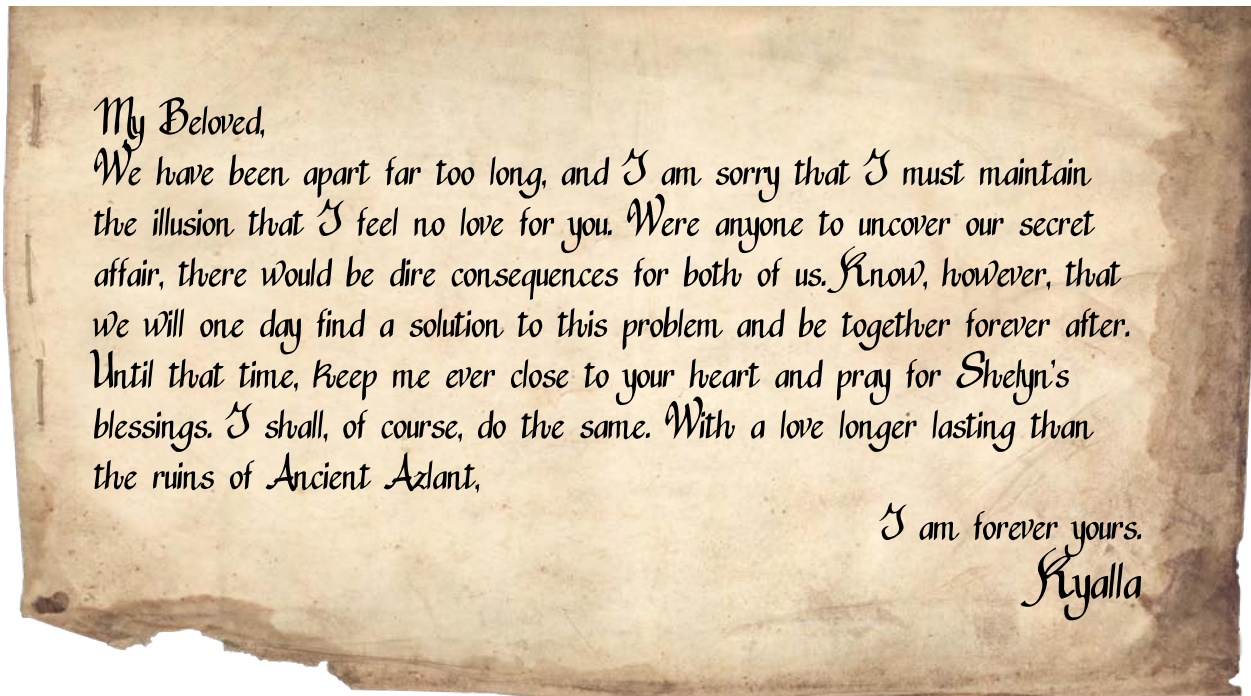 My Beloved,
We have been apart far too long, and I am sorry that I must maintain
the illusion that I feel no love for you. Were anyone to uncover our secret
affair, there would be dire consequences for both of us. Know, however, that
we will one day find a solution to this problem and be together forever after.
Until that time, keep me ever close to your heart and pray for Shelyn's
blessings. I shall, of course, do the same. With a love longer lasting than
the ruins of Ancient Azlant,
I am forever yours.
Kyalla